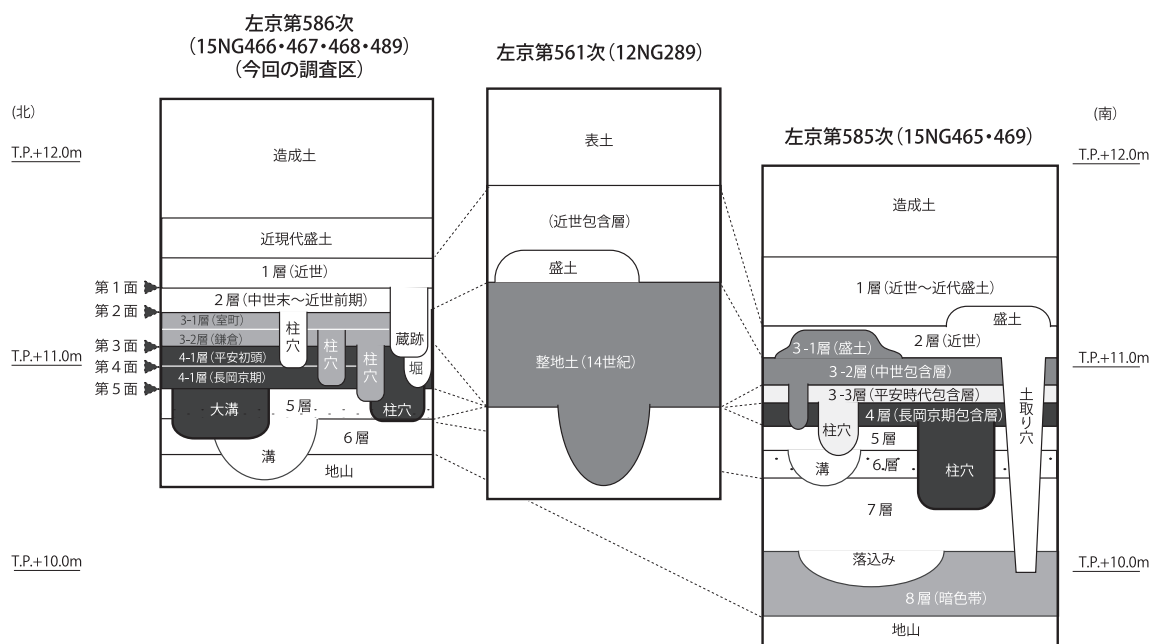 左京第586次
（15NG466・467・468・489）
（今回の調査区）
左京第561次（12NG289）
左京第585次（15NG465・469）
（北）
T.P.+12.0m
T.P.+11.0m
T.P.+10.0m
第１面
第２面
第３面
第４面
第５面
造成土
近現代盛土
１層（近世）
２層（中世末～近世前期）
3-1層（室町）
3-2層（鎌倉）
4-1層（平安初頭）
4-1層（長岡京期）
柱穴
柱穴
柱穴
蔵跡
堀
大溝
５層
柱穴
６層
溝
地山
表土
（近世包含層）
盛土
整地土（14世紀）
（南）
T.P.+12.0m
T.P.+11.0m
T.P.+10.0m
造成土
１層（近世～近代盛土）
盛土
２層（近世）
３-１層（盛土）
３-２層（中世包含層）
３-３層（平安時代包含層）
４層（長岡京期包含層）
柱穴
５層
土取り穴
溝
６層
柱穴
７層
落込み
８層（暗色帯）
地山